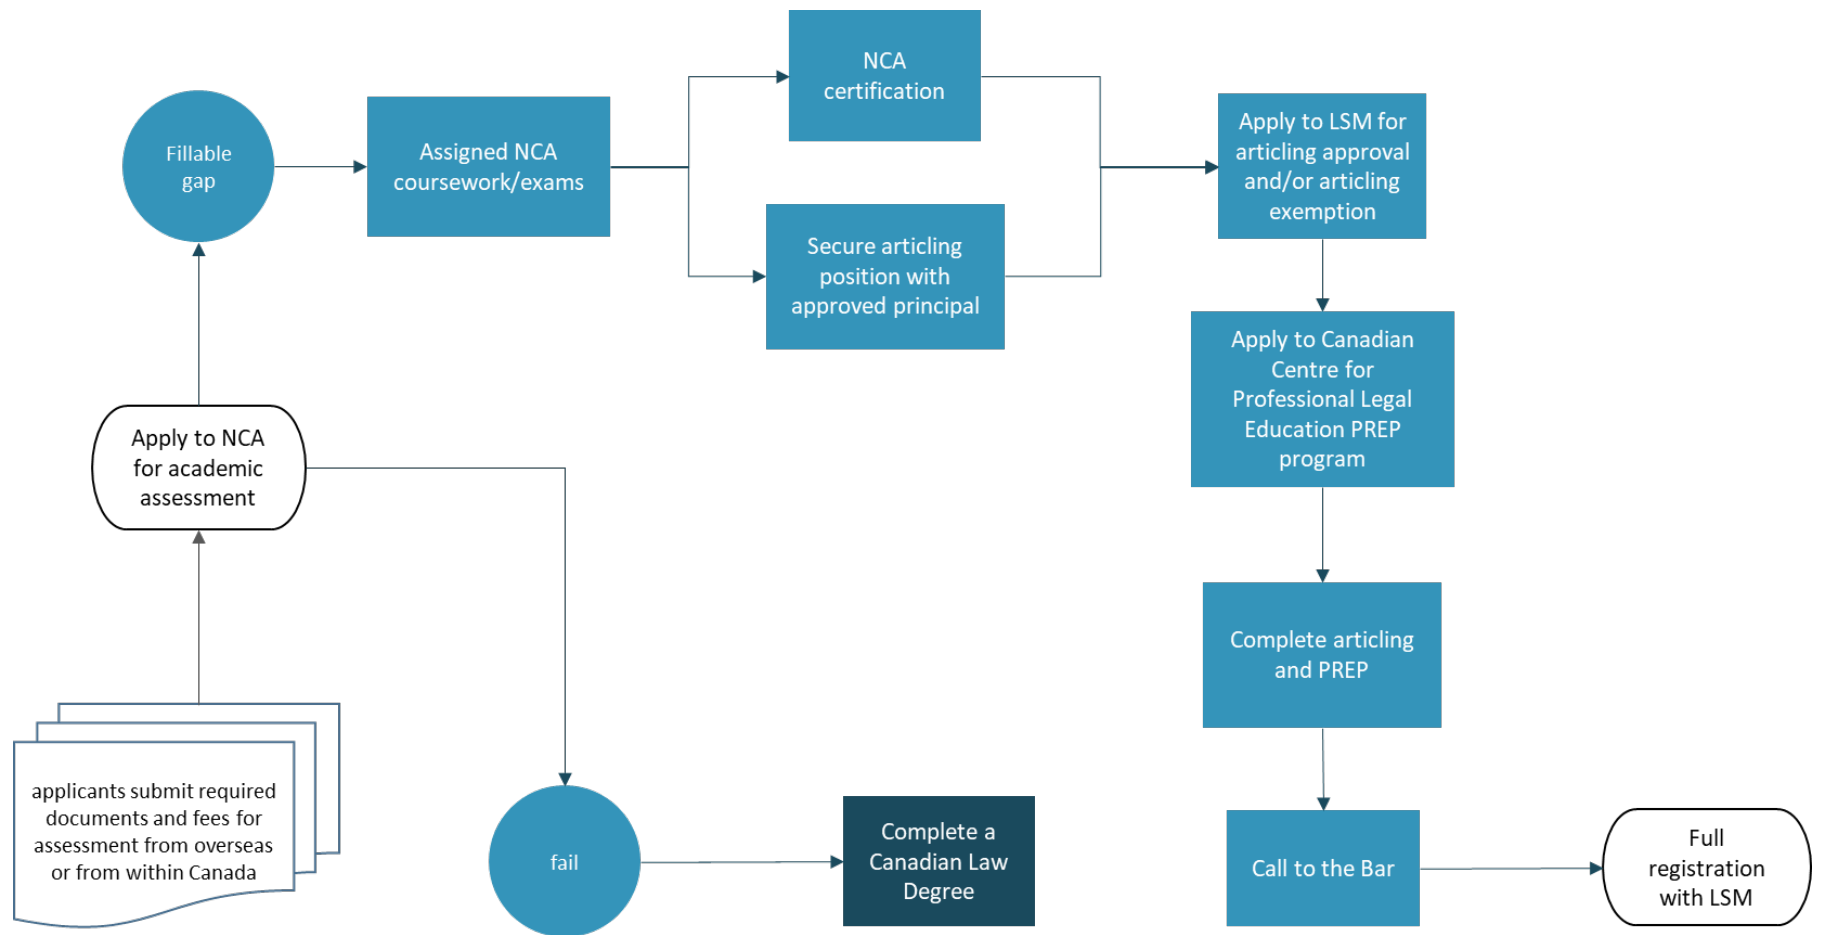 NCA
certification
Fillable
gap
Assigned NCA
coursework/exams
Apply to LSM for
articling approval
and/or articling
exemption
Secure articling
position with
approved principal
Apply to Canadian
Centre for
Professional Legal
Education PREP
program
Apply to NCA
for academic
assessment
Complete articling
and PREP
applicants submit required
documents and fees for
assessment from overseas
or from within Canada
fail
Complete a
Canadian Law
Degree
Call to the Bar
Full
registration
with LSM